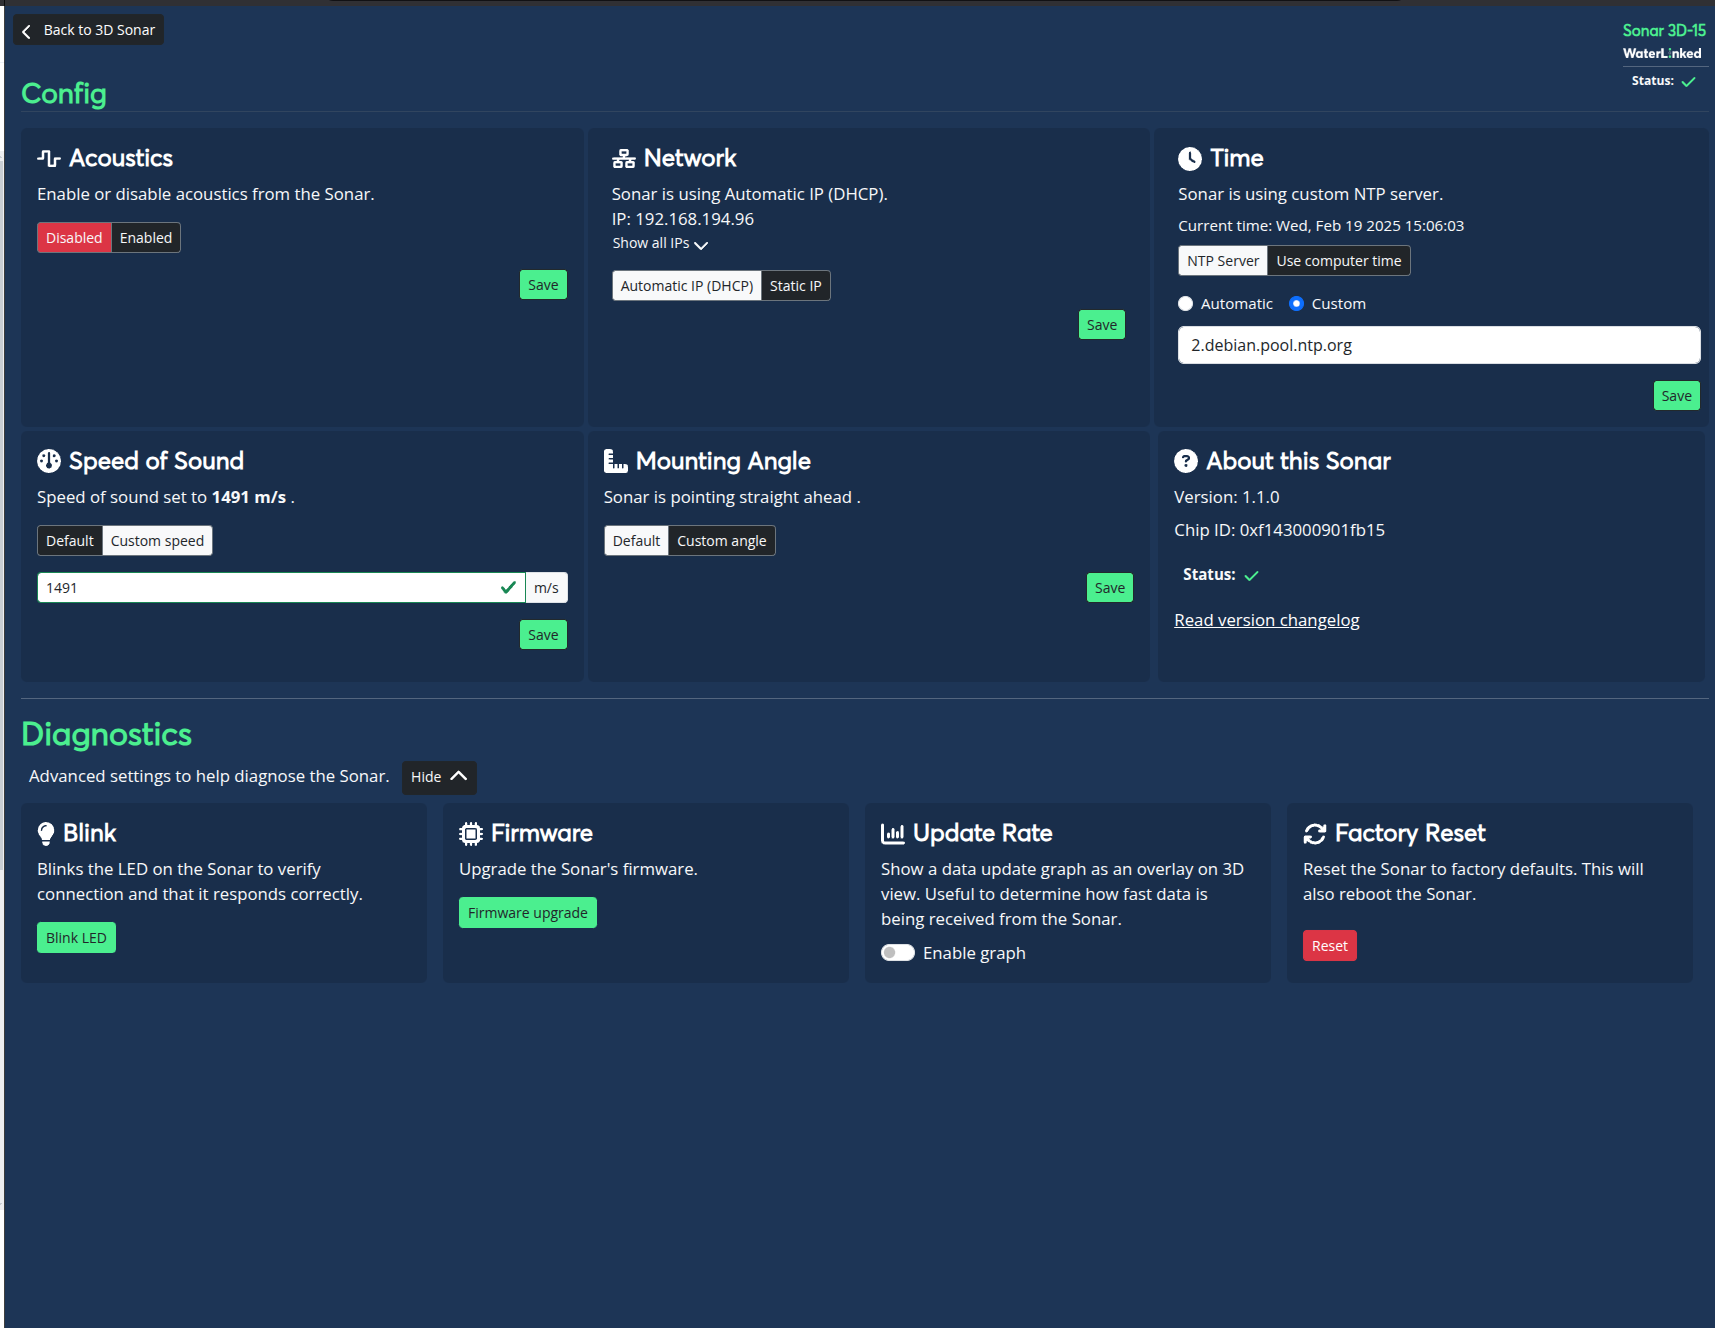 Back to 3D Sonar
Sonar 3D-15
WaterLinked
Status:
Config
Acoustics
Enable or disable acoustics from the Sonar.
Disabled Enabled
Save
Network
Sonar is using Automatic IP (DHCP).
IP: 192.168.194.96
Show all IPs
Automatic IP (DHCP) Static IP
Save
Time
Sonar is using custom NTP server.
Current time: Wed, Feb 19 2025 15:06:03
NTP Server Use computer time
Automatic Custom
2.debian.pool.ntp.org
Save
Speed of Sound
Speed of sound set to 1491 m/s .
Default Custom speed
1491 m/s
Save
Mounting Angle
Sonar is pointing straight ahead .
Default Custom angle
Save
About this Sonar
Version: 1.1.0
Chip ID: 0xf143000901fb15
Status:
Read version changelog
Diagnostics
Advanced settings to help diagnose the Sonar. Hide
Blink
Blinks the LED on the Sonar to verify
connection and that it responds correctly.
Blink LED
Firmware
Upgrade the Sonar's firmware.
Firmware upgrade
Update Rate
Show a data update graph as an overlay on 3D
view. Useful to determine how fast data is
being received from the Sonar.
Enable graph
Factory Reset
Reset the Sonar to factory defaults. This will
also reboot the Sonar.
Reset